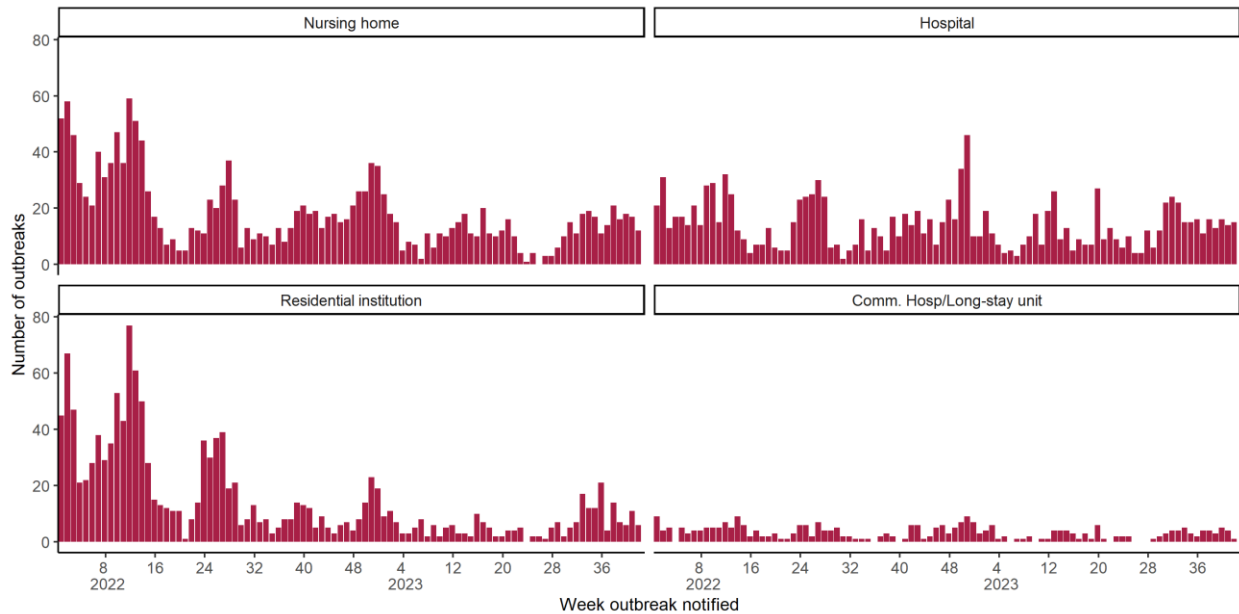 Nursing home
Hospital
80
60
40
20
0
Residential institution
Comm. Hosp/Long-stay unit
80
60
40
20
0
Number of outbreaks
8 16 24 32 40 48 4 12 20 28 36
8 16 24 32 40 48 4 12 20 28 36
2022 2023
2022 2023
Week outbreak notified